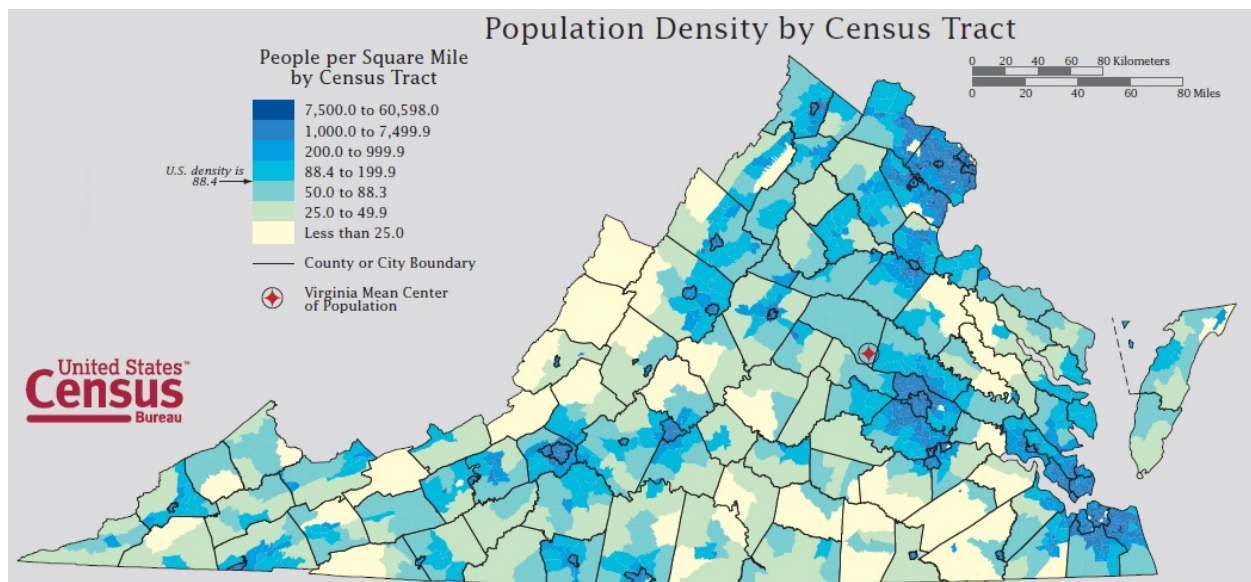 Population Density by Census Tract
People per Square Mile
by Census Tract
7,500.0 to 60,598.0
1,000.0 to 7,499.9
200.0 to 999.9
88.4 to 199.9
50.0 to 88.3
25.0 to 49.9
Less than 25.0
U.S. density is
88.4
County or City Boundary
Virginia Mean Center
of Population
0 20 40 60 80 Kilometers
0 20 40 60 80 Miles
United States™
Census
Bureau